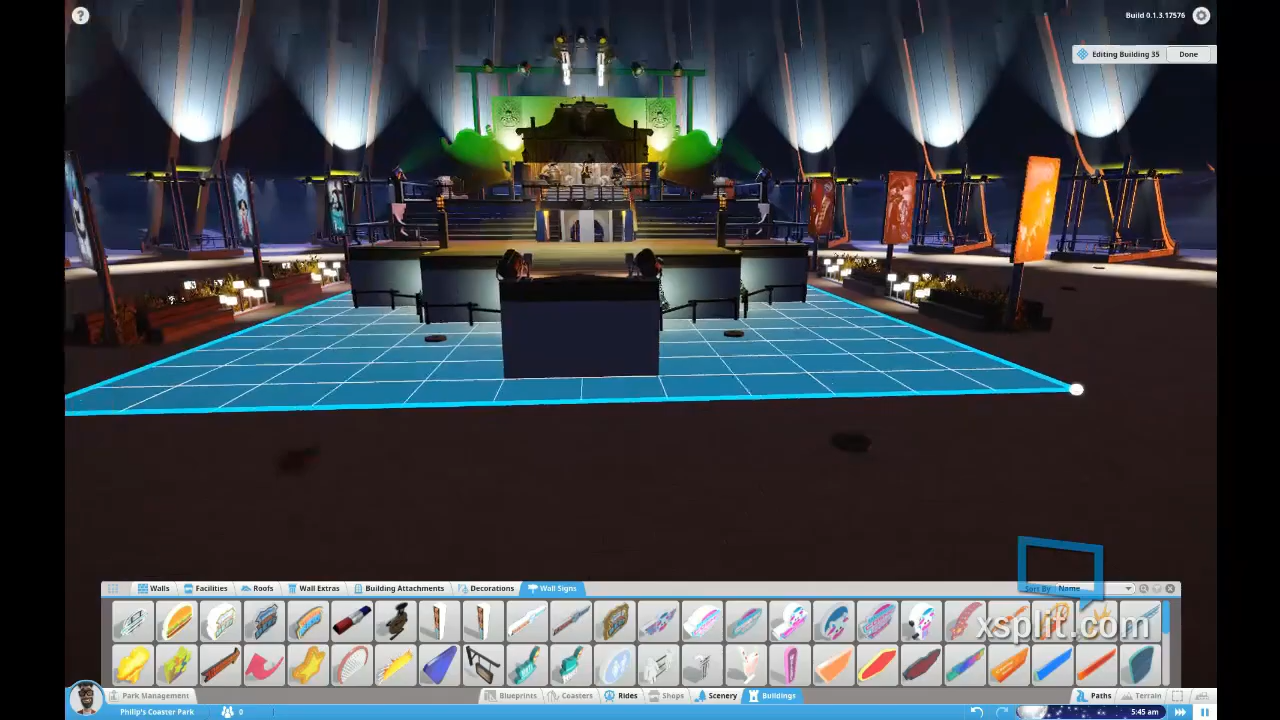 ?
Build 0.1.3.17576
Editing Building 35
Done
Walls
Facilities
Roofs
Wall Extras
Building Attachments
Decorations
Wall Signs
Sort By
Name
xsplit.com
Park Management
Blueprints
Coasters
Rides
Shops
Scenery
Buildings
Paths
Terrain
Philip's Coaster Park
0
5:45 am